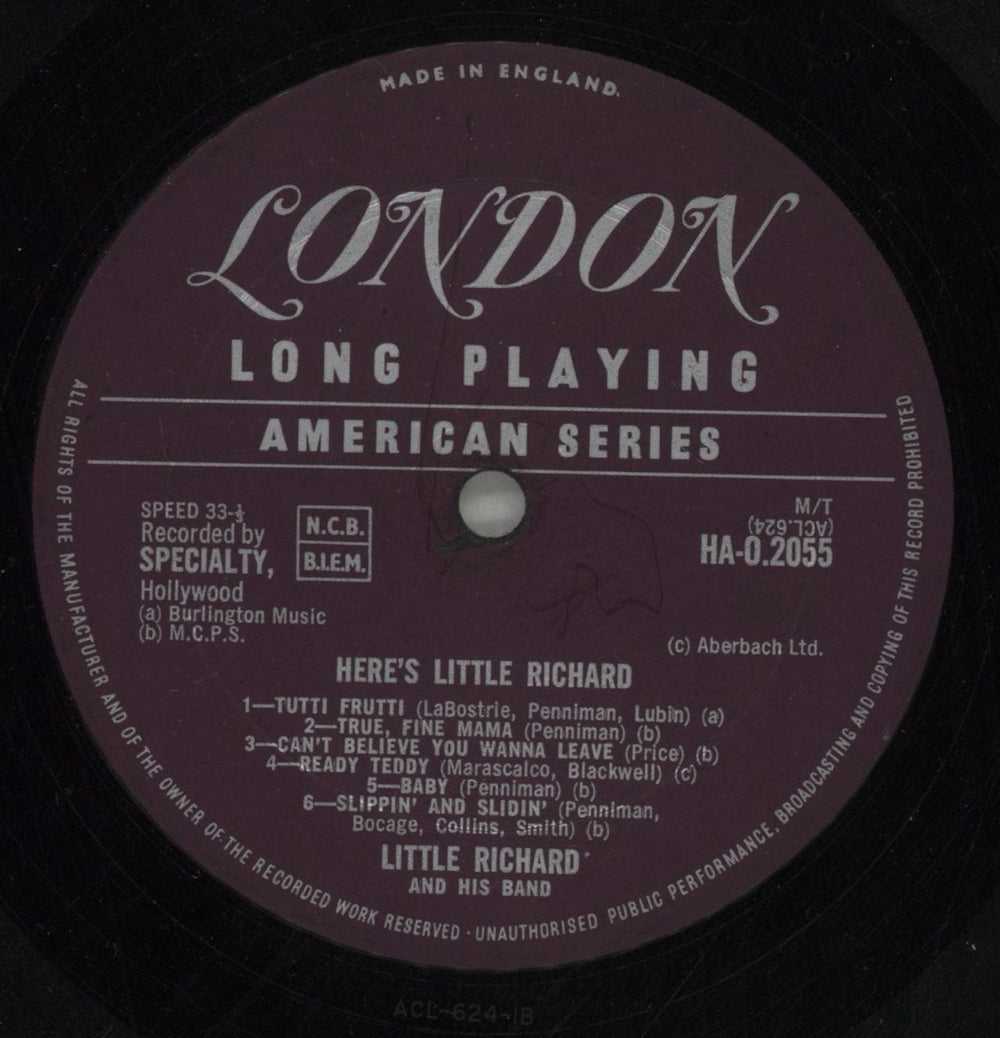 MADE IN ENGLAND.
LONDON
LONG PLAYING
AMERICAN SERIES
ALL RIGHTS OF THE MANUFACTURER AND OF THE OWNER OF THE RECORDED WORK RESERVED · UNAUTHORISED PUBLIC PERFORMANCE, BROADCASTING AND COPYING OF THIS RECORD PROHIBITED
SPEED 33-⅓
Recorded by
SPECIALTY,
Hollywood
(a) Burlington Music
(b) M.C.P.S.
N.C.B.
B.I.E.M.
M/T
(ACL.624)
HA-O.2055
(c) Aberbach Ltd.
HERE'S LITTLE RICHARD
1—TUTTI FRUTTI (LaBostrie, Penniman, Lubin) (a)
2—TRUE, FINE MAMA (Penniman) (b)
3—CAN'T BELIEVE YOU WANNA LEAVE (Price) (b)
4—READY TEDDY (Marascalco, Blackwell) (c)
5—BABY (Penniman) (b)
6—SLIPPIN' AND SLIDIN' (Penniman,
Bocage, Collins, Smith) (b)
LITTLE RICHARD
AND HIS BAND
ACL-624-1B